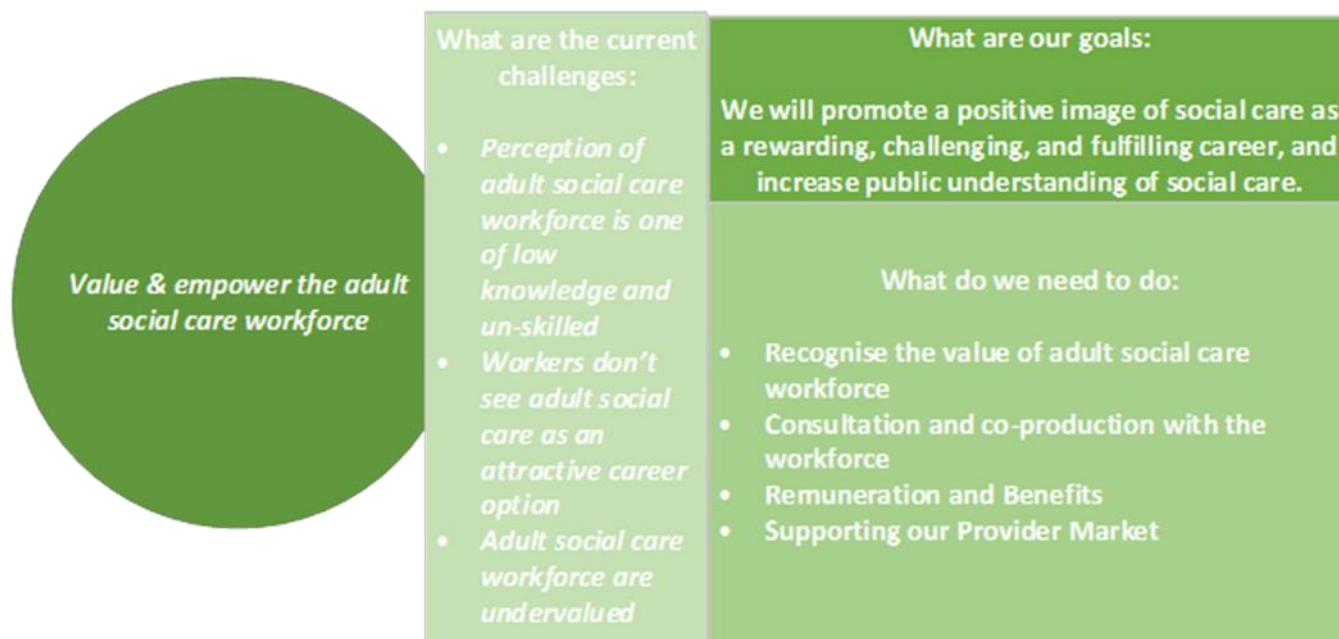 Value & empower the adult
social care workforce
What are the current
challenges:
• Perception of
adult social care
workforce is one
of low
knowledge and
un-skilled
• Workers don’t
see adult social
care as an
attractive career
option
• Adult social care
workforce are
undervalued
What are our goals:
We will promote a positive image of social care as
a rewarding, challenging, and fulfilling career, and
increase public understanding of social care.
What do we need to do:
• Recognise the value of adult social care
workforce
• Consultation and co-production with the
workforce
• Remuneration and Benefits
• Supporting our Provider Market